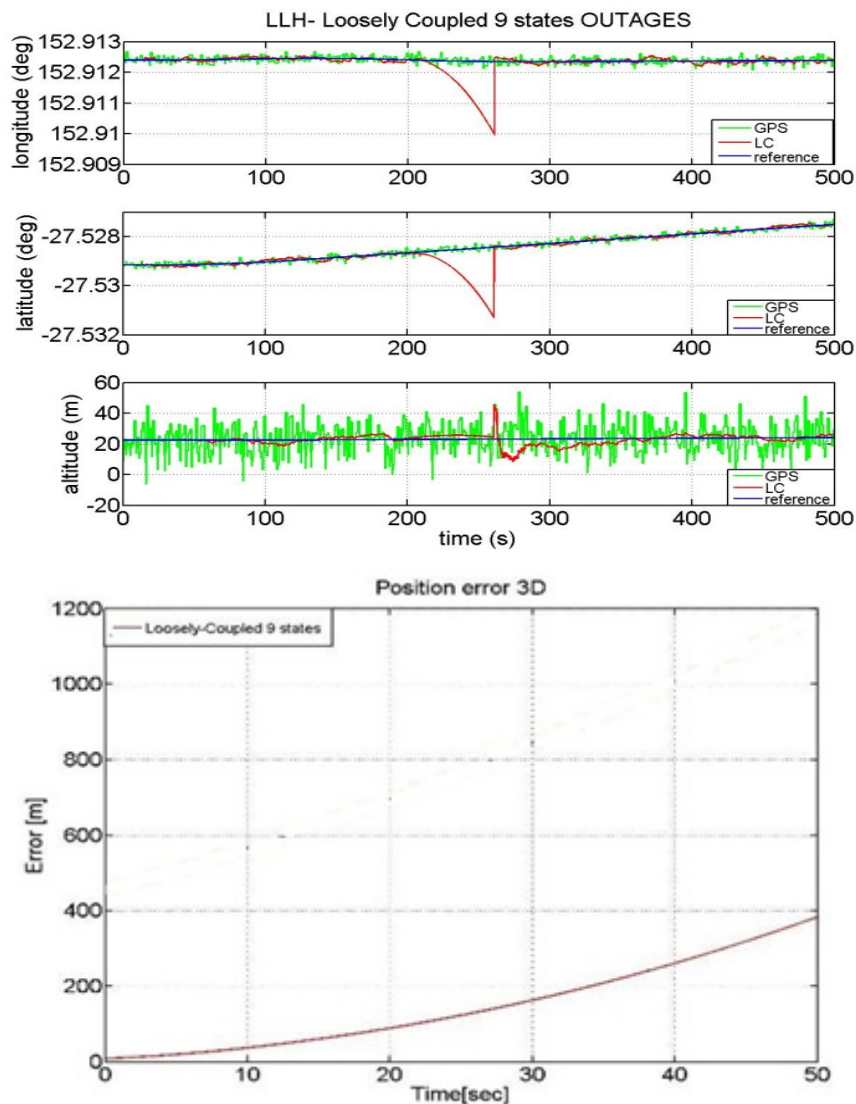 LLH- Loosely Coupled 9 states OUTAGES
longitude (deg)
152.913
152.912
152.911
152.91
152.909
GPS
LC
reference
0 100 200 300 400 500
latitude (deg)
-27.528
-27.53
-27.532
GPS
LC
reference
0 100 200 300 400 500
altitude (m)
60
40
20
0
-20
GPS
LC
reference
0 100 200 300 400 500
time (s)
Position error 3D
Loosely-Coupled 9 states
Error [m]
1200
1000
800
600
400
200
0
0 10 20 30 40 50
Time[sec]